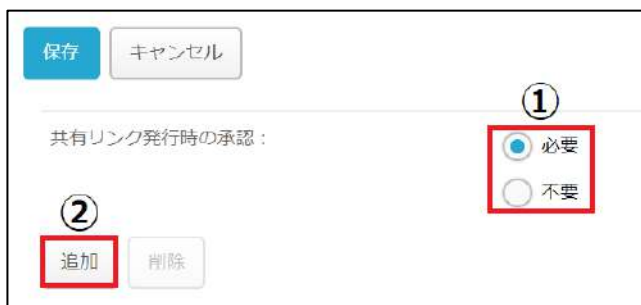 保存 キャンセル
①
共有リンク発行時の承認：
必要
不要
②
追加 削除